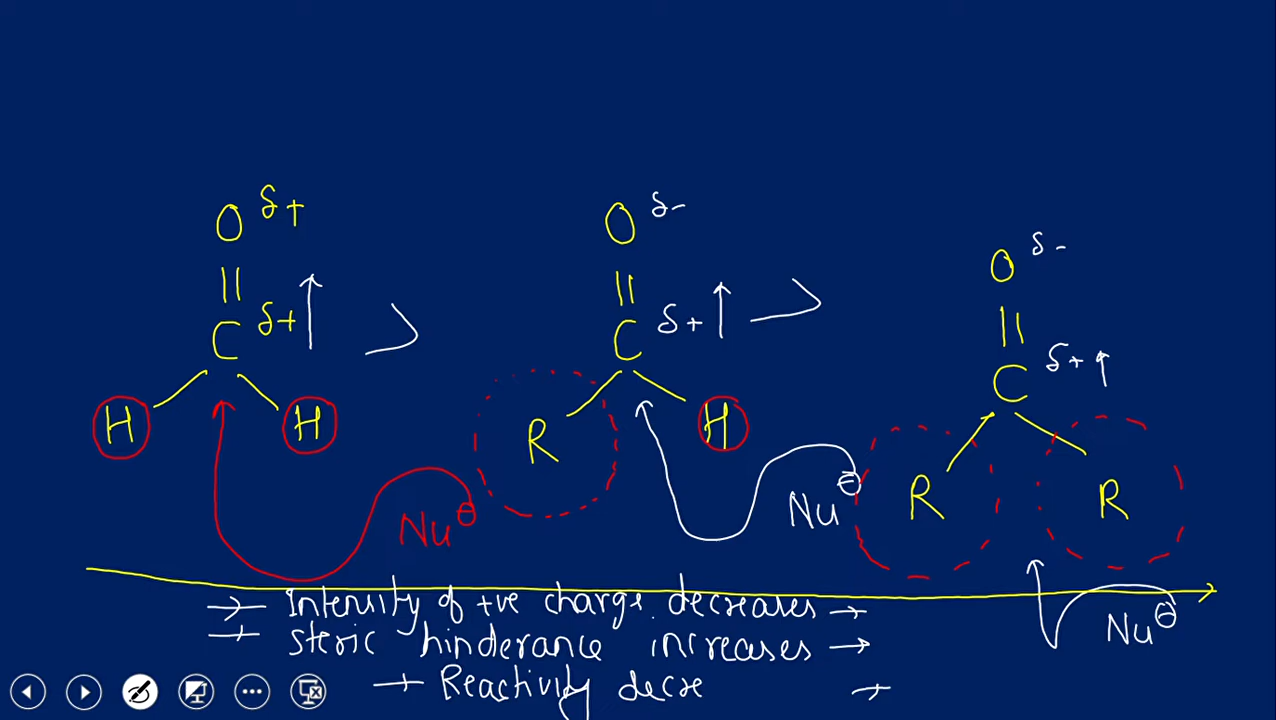 O δ+ O δ- O δ-
C δ+ > C δ+ > C δ+
H H R H R R
Nu⊖ Nu⊖ Nu⊖
→ Intensity of +ve charge decreases →
→ steric hinderance increases →
→ Reactivity decre →